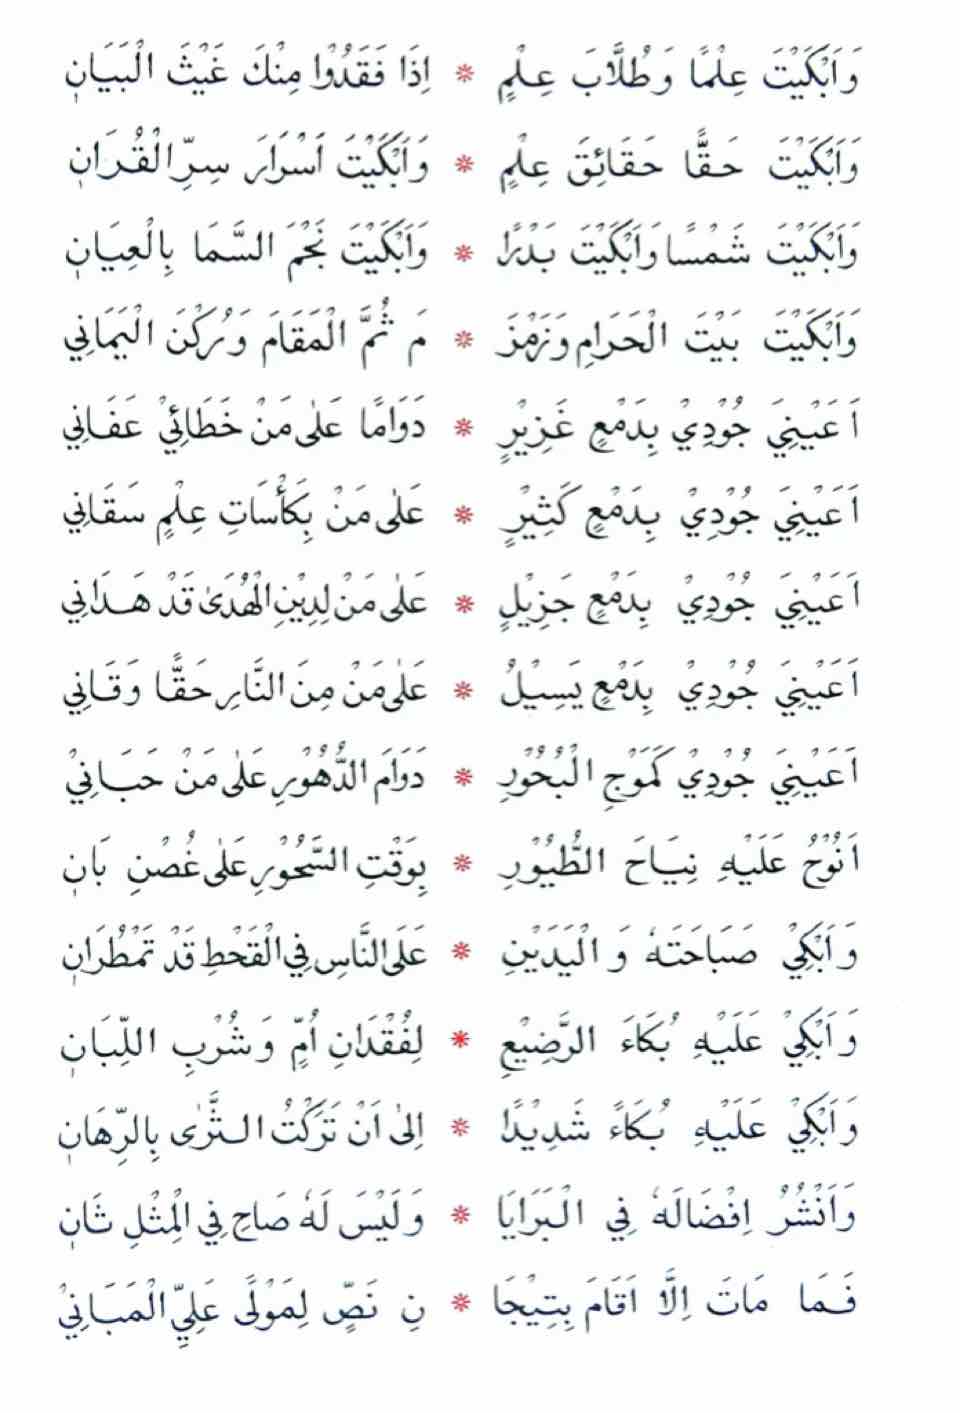 وَاَبْكَيْتَ عِلْمًا وَطُلَّابَ عِلْمٍ * اِذَا فَقَدُوْا مِنْكَ غَيْثَ الْبَيَانِ
وَاَبْكَيْتَ حَقًّا حَقَائِقَ عِلْمٍ * وَاَبْكَيْتَ اَسْرَارَ سِرِّ الْقُرَانِ
وَاَبْكَيْتَ شَمْسًا وَاَبْكَيْتَ بَدْرًا * وَاَبْكَيْتَ نَجْمَ السَّمَا بِالْعِيَانِ
وَاَبْكَيْتَ بَيْتَ الْحَرَامِ وَزَمْزَ * مَ ثُمَّ الْمَقَامَ وَرُكْنَ الْيَمَانِي
اَعَيْنِيَ جُوْدِيْ بِدَمْعٍ غَزِيْرٍ * دَوَامًا عَلٰى مَنْ خَطَائِيْ عَفَانِي
اَعَيْنِيَ جُوْدِيْ بِدَمْعٍ كَثِيْرٍ * عَلٰى مَنْ بِكَأْسَاتِ عِلْمٍ سَقَانِي
اَعَيْنِيَ جُوْدِيْ بِدَمْعٍ جَزِيْلٍ * عَلٰى مَنْ لِدِيْنِ الْهُدَىٰ قَدْ هَدَانِي
اَعَيْنِيَ جُوْدِيْ بِدَمْعٍ يَسِيْلُ * عَلٰى مَنْ مِنَ النَّارِ حَقًّا وَقَانِي
اَعَيْنِيَ جُوْدِيْ كَمَوْجِ الْبُحُوْرِ * دَوَامَ الدُّهُوْرِ عَلٰى مَنْ حَبَانِيْ
اَنُوْحُ عَلَيْهِ نِيَاحَ الطُّيُوْرِ * بِوَقْتِ السَّحُوْرِ عَلٰى غُصْنِ بَانِ
وَاَبْكِيْ صَبَاحَتَهٗ وَ الْيَدَيْنِ * عَلَى النَّاسِ فِي الْقَحْطِ قَدْ تَمْطُرَانِ
وَاَبْكِيْ عَلَيْهِ بُكَاءَ الرَّضِيْعِ * لِفُقْدَانِ اُمٍّ وَشُرْبِ اللِّبَانِ
وَاَبْكِيْ عَلَيْهِ بُكَاءً شَدِيْدًا * اِلٰى اَنْ تَرَكْتُ الثَّرٰى بِالرِّهَانِ
وَاَنْشُرُ اِفْضَالَهٗ فِي الْبَرَايَا * وَلَيْسَ لَهٗ صَاحِ فِي الْمِثْلِ ثَانِ
فَمَا مَاتَ اِلَّا اَقَامَ بِتِيْجَا * نِ نَصٍّ لِمَوْلًى عَلِيِّ الْمَبَانِيْ